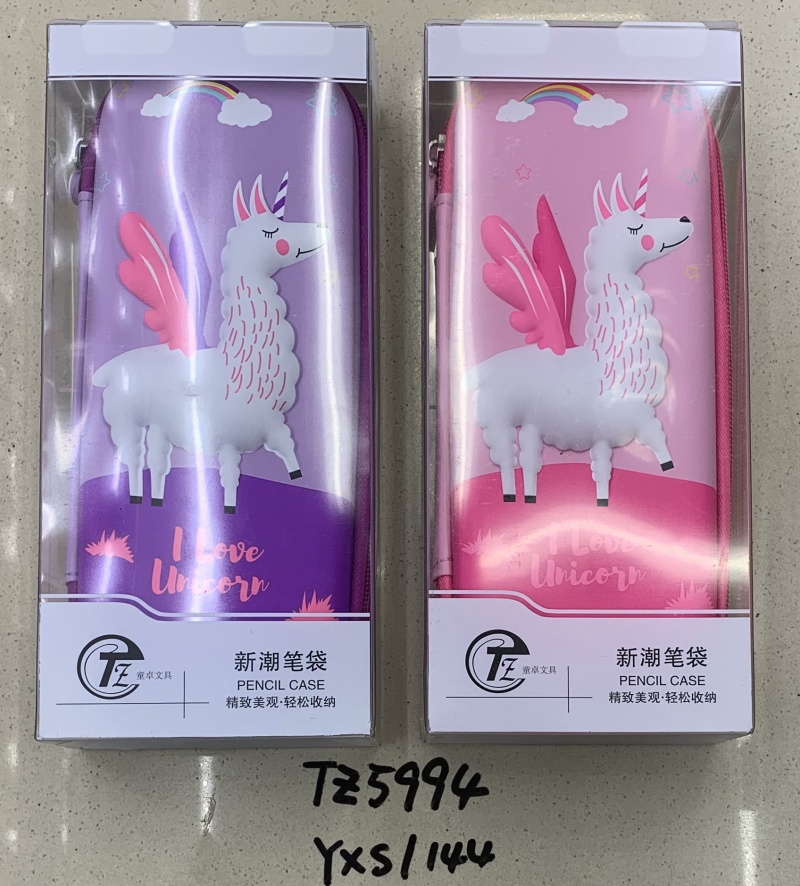 I Love
Unicorn
I Love
Unicorn
TZ 童卓文具
新潮笔袋
PENCIL CASE
精致美观·轻松收纳
TZ 童卓文具
新潮笔袋
PENCIL CASE
精致美观·轻松收纳
TZ5994
YXS/144